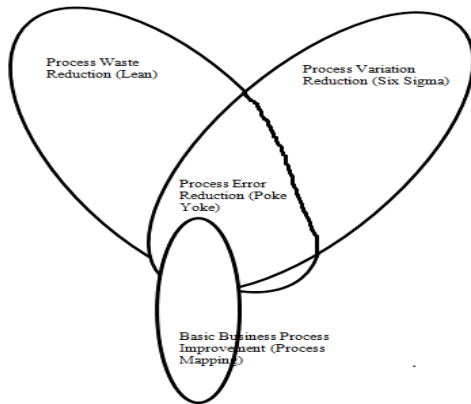 Process Waste
Reduction (Lean)
Process Variation
Reduction (Six Sigma)
Process Error
Reduction (Poke
Yoke)
Basic Business Process
Improvement (Process
Mapping)